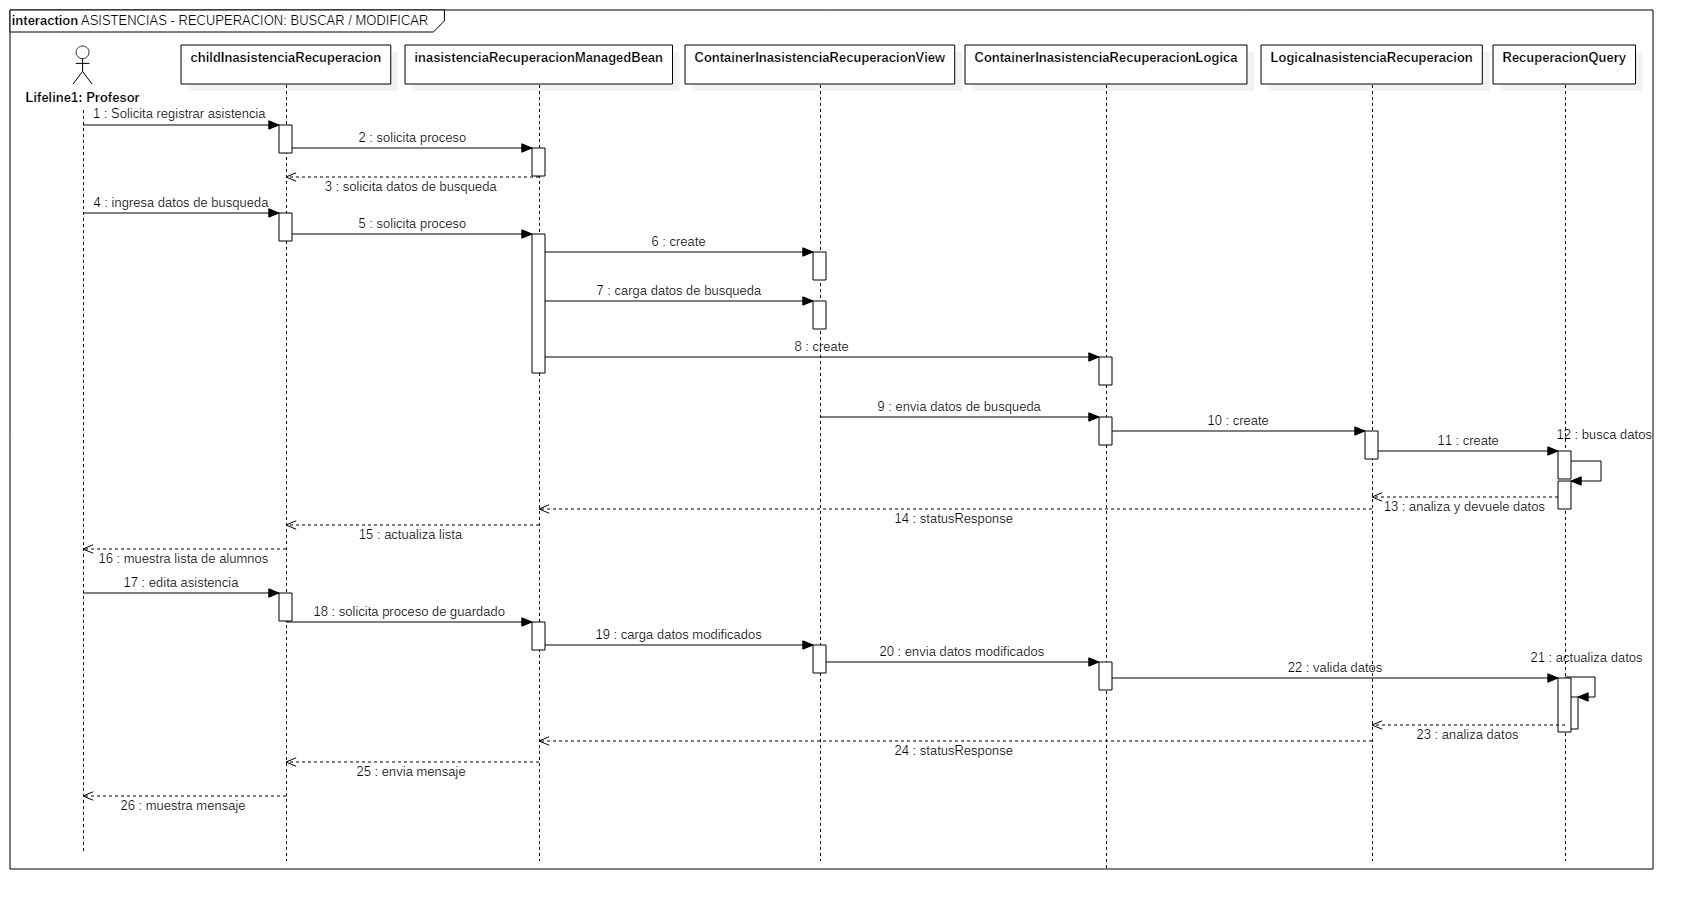 interaction ASISTENCIAS - RECUPERACION: BUSCAR / MODIFICAR
childInasistenciaRecuperacion
inasistenciaRecuperacionManagedBean
ContainerInasistenciaRecuperacionView
ContainerInasistenciaRecuperacionLogica
LogicaInasistenciaRecuperacion
RecuperacionQuery
Lifeline1: Profesor
1 : Solicita registrar asistencia
2 : solicita proceso
3 : solicita datos de busqueda
4 : ingresa datos de busqueda
5 : solicita proceso
6 : create
7 : carga datos de busqueda
8 : create
9 : envia datos de busqueda
10 : create
11 : create
12 : busca datos
13 : analiza y devuele datos
14 : statusResponse
15 : actualiza lista
16 : muestra lista de alumnos
17 : edita asistencia
18 : solicita proceso de guardado
19 : carga datos modificados
20 : envia datos modificados
21 : actualiza datos
22 : valida datos
23 : analiza datos
24 : statusResponse
25 : envia mensaje
26 : muestra mensaje